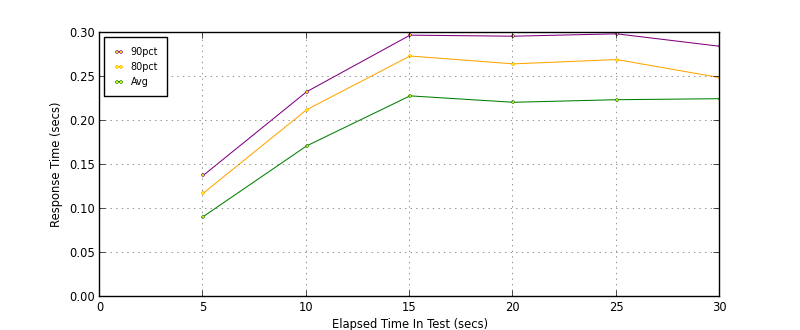 0.30
0.25
0.20
0.15
0.10
0.05
0.00
Response Time (secs)
90pct
80pct
Avg
0 5 10 15 20 25 30
Elapsed Time In Test (secs)